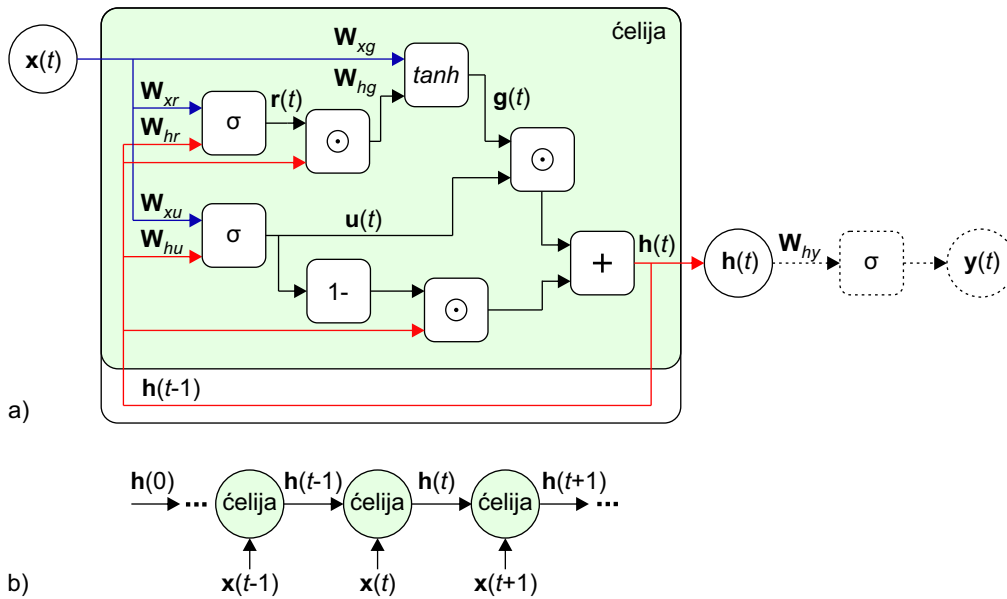 ćelija
x(t)
W_xg
tanh
W_hg
g(t)
W_xr
r(t)
σ
W_hr
⊙
⊙
W_xu
σ
u(t)
W_hu
+
h(t)
h(t)
W_hy
σ
y(t)
1-
⊙
h(t-1)
a)
h(0)
...
ćelija
h(t-1)
ćelija
h(t)
ćelija
h(t+1)
...
x(t-1)
x(t)
x(t+1)
b)